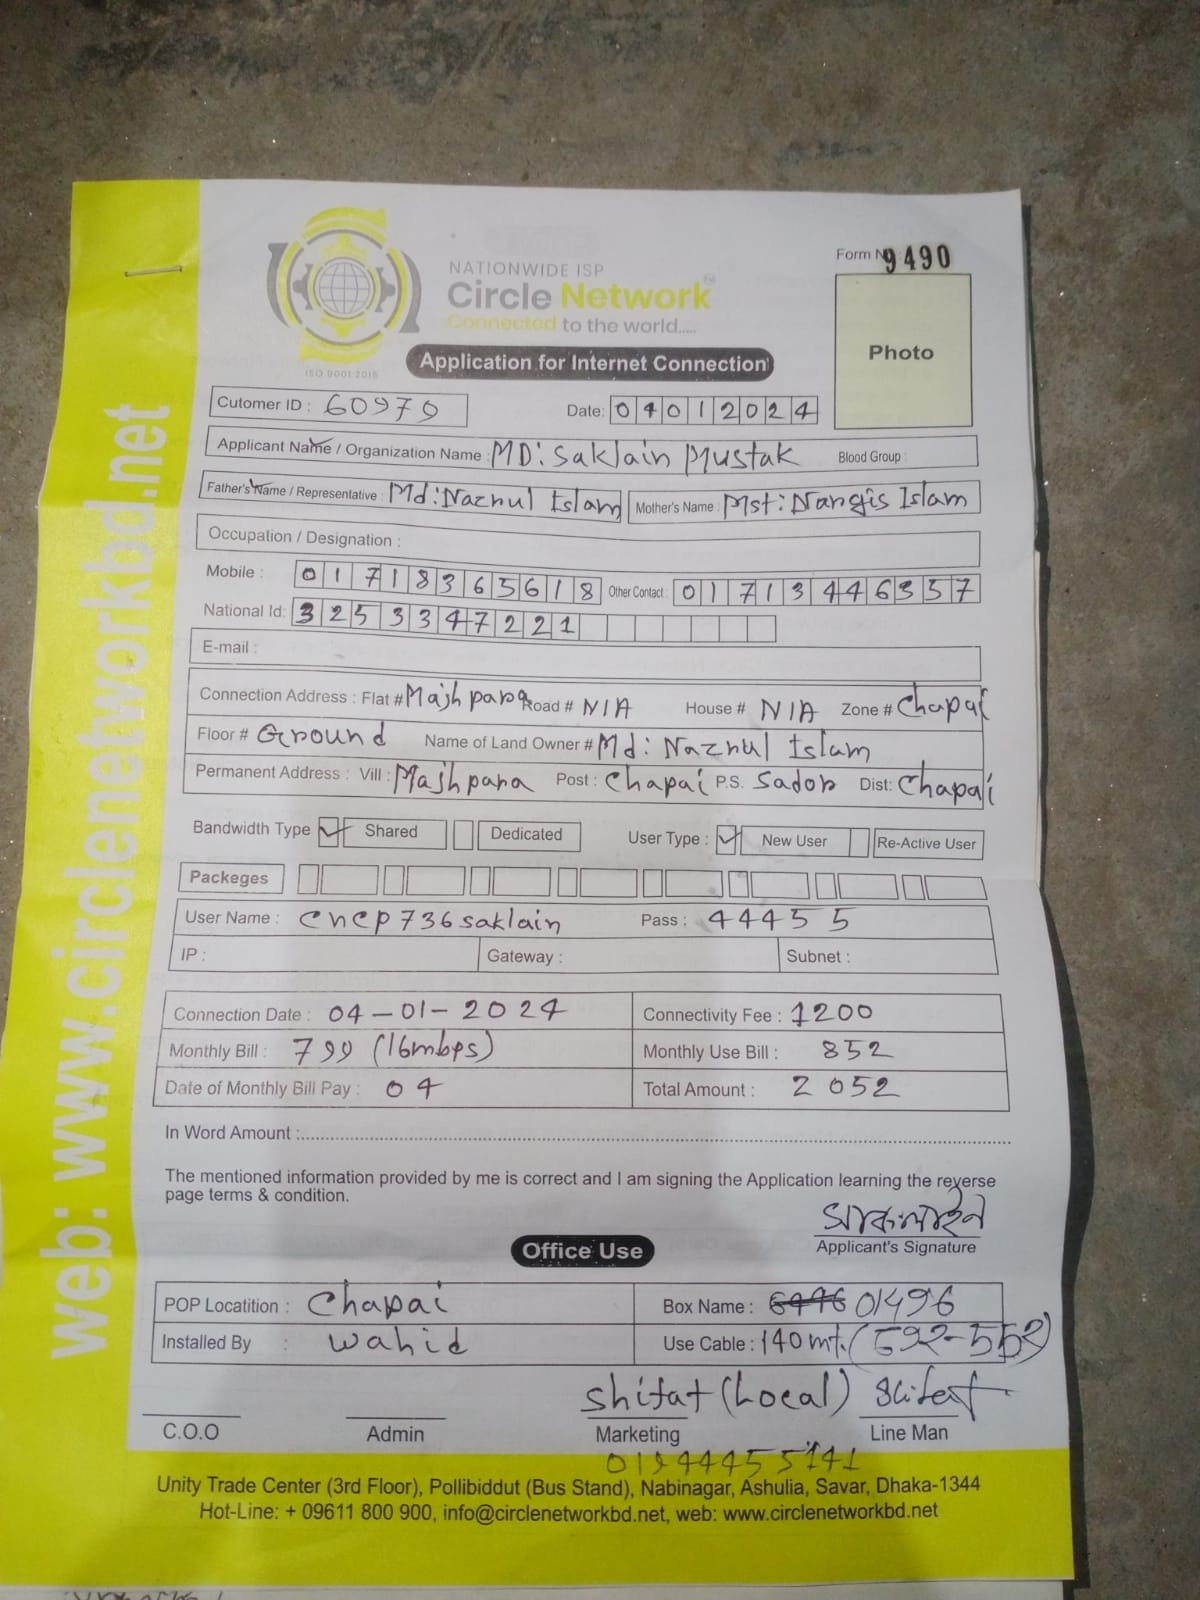 NATIONWIDE ISP
Circle Network
Connected to the world.....
ISO 9001:2015
Form N 9490
Photo
Application for Internet Connection
Cutomer ID : 60979
Date: 04012024
Applicant Name / Organization Name : MD: Saklain Mustak Blood Group :
Father's Name / Representative : Md: Naznul Islam Mother's Name : Mst: Nargis Islam
Occupation / Designation :
Mobile : 01718365618 Other Contact : 01713446357
National Id: 3253347221
E-mail :
Connection Address : Flat # Majhpara Road # N/A House # N/A Zone # Chapai
Floor # Ground Name of Land Owner # Md: Naznul Islam
Permanent Address : Vill : Majhpara Post : Chapai P.S. Sador Dist: Chapai
Bandwidth Type Shared Dedicated User Type : New User Re-Active User
Packeges
User Name : cncp736saklain Pass : 44455
IP : Gateway : Subnet :
Connection Date : 04-01-2024 Connectivity Fee : 1200
Monthly Bill : 799 (16mbps) Monthly Use Bill : 852
Date of Monthly Bill Pay : 04 Total Amount : 2052
In Word Amount :
The mentioned information provided by me is correct and I am signing the Application learning the reverse
page terms & condition.
সাকলাইন
Applicant's Signature
Office Use
POP Locatition : Chapai Box Name : 01496
Installed By : Wahid Use Cable : 140mt. (692-552)
Shifat (Local)
C.O.O Admin Marketing Line Man
Unity Trade Center (3rd Floor), Pollibiddut (Bus Stand), Nabinagar, Ashulia, Savar, Dhaka-1344
Hot-Line: + 09611 800 900, info@circlenetworkbd.net, web: www.circlenetworkbd.net
web: www.circlenetworkbd.net